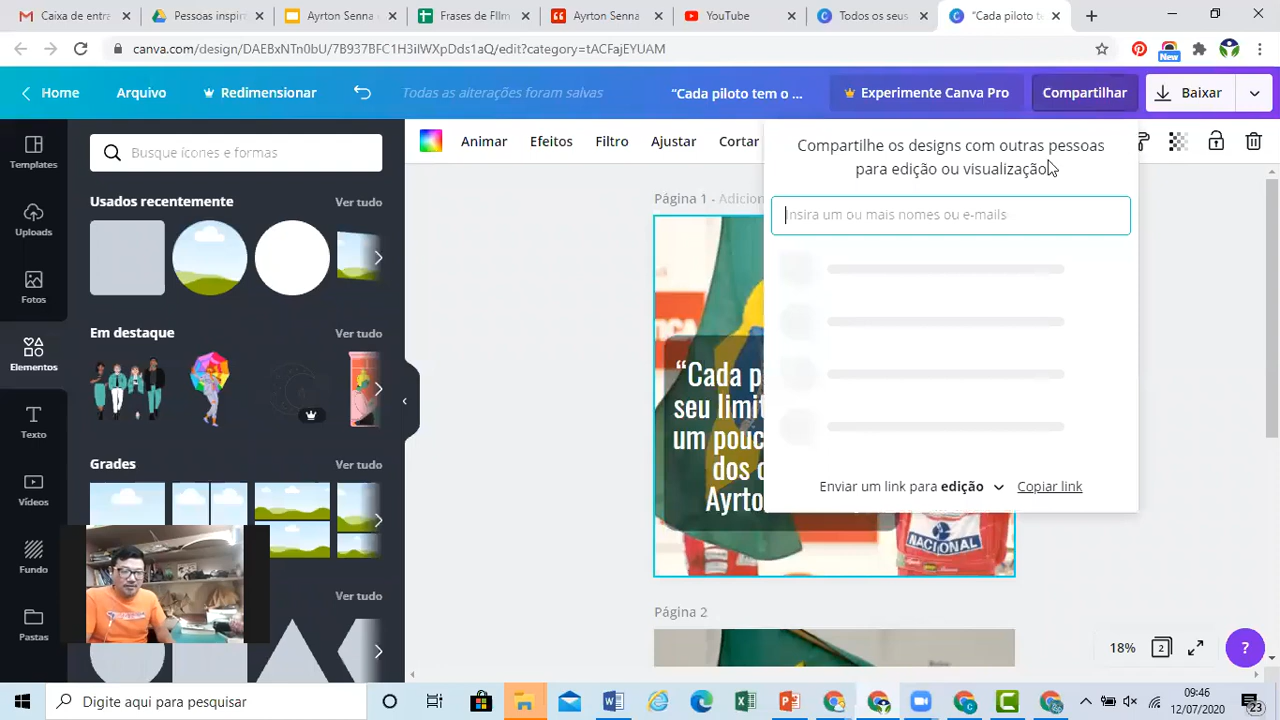 Caixa de entra
Pessoas inspir
Ayrton Senna
Frases de FIlm
Ayrton Senna
YouTube
Todos os seus
“Cada piloto te
canva.com/design/DAEBxNTn0bU/7B937BFC1H3iIWXpDo61aQ/edit?category=tACFajEYUAM
New
Home
Arquivo
Redimensionar
Todas as alterações foram salvas
“Cada piloto tem o ...
Experimente Canva Pro
Compartilhar
Baixar
Animar
Efeitos
Filtro
Ajustar
Cortar
Templates
Uploads
Fotos
Elementos
Texto
Vídeos
Fundo
Pastas
Busque ícones e formas
Usados recentemente
Ver tudo
Em destaque
Ver tudo
Grades
Ver tudo
Ver tudo
Compartilhe os designs com outras pessoas
para edição ou visualização
Insira um ou mais nomes ou e-mails
Enviar um link para edição
Copiar link
Página 1 - Adicion
“Cada p
seu limit
um pouc
dos o
Ayrto
NACIONAL
Página 2
18%
2
?
Digite aqui para pesquisar
09:46
12/07/2020
23